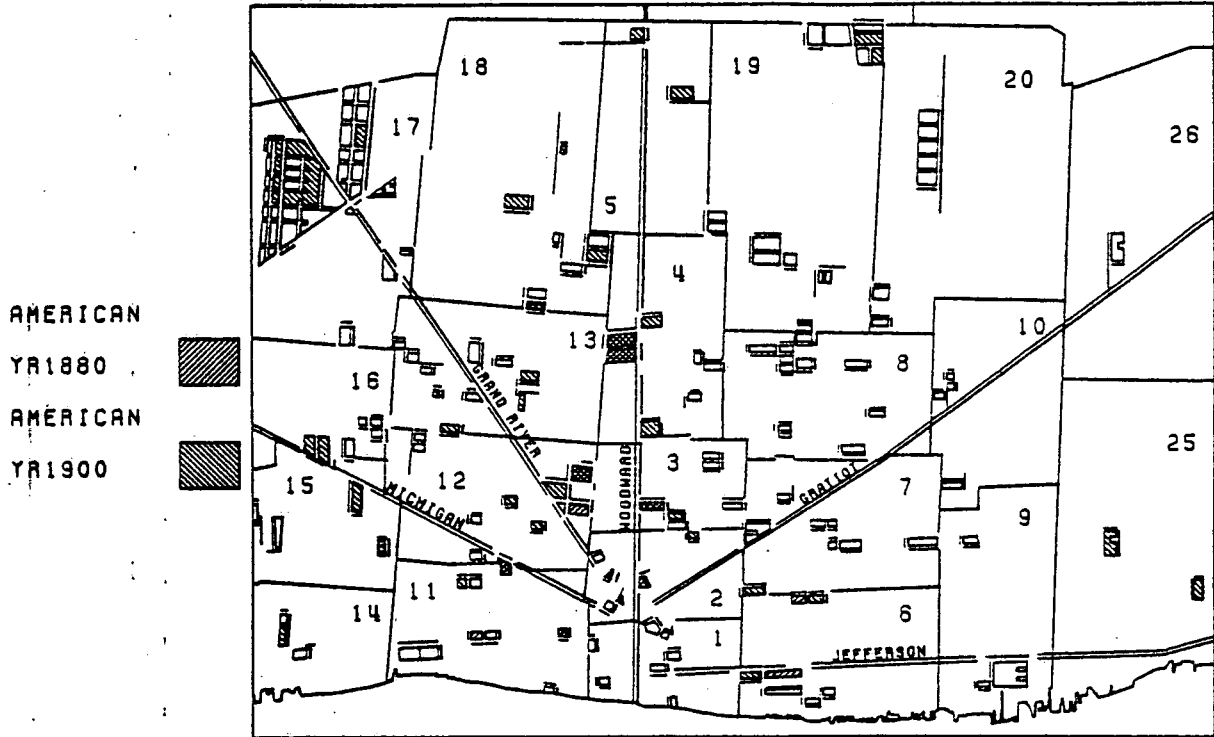 AMERICAN
YR1880
AMERICAN
YR1900
18
19
20
17
26
5
4
13
10
8
16
GRAND RIVER
25
3
12
15
MICHIGAN
WOODWARD
GRATIOT
7
9
11
14
2
6
1
JEFFERSON